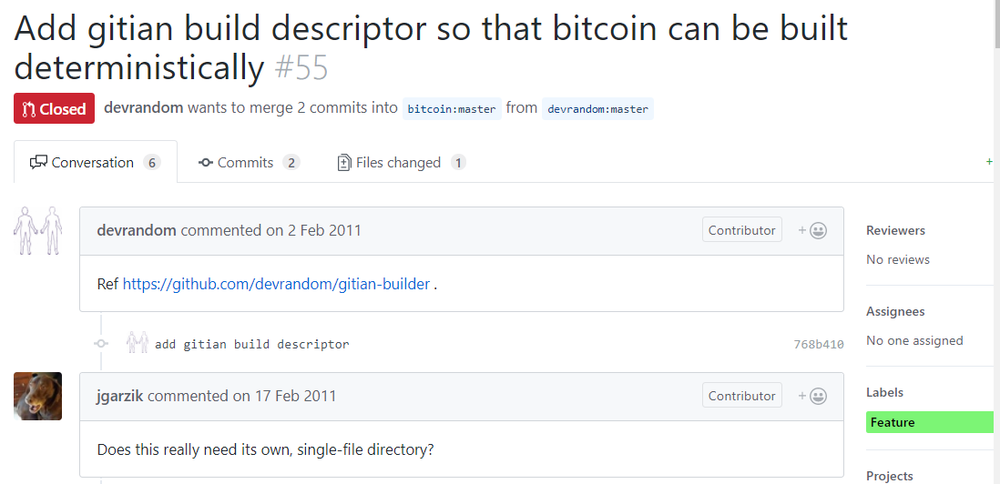 Add gitian build descriptor so that bitcoin can be built
deterministically #55
Closed devrandom wants to merge 2 commits into bitcoin:master from devrandom:master
Conversation 6 Commits 2 Files changed 1 +
devrandom commented on 2 Feb 2011 Contributor +
Ref https://github.com/devrandom/gitian-builder .
add gitian build descriptor 768b410
jgarzik commented on 17 Feb 2011 Contributor +
Does this really need its own, single-file directory?
Reviewers
No reviews
Assignees
No one assigned
Labels
Feature
Projects